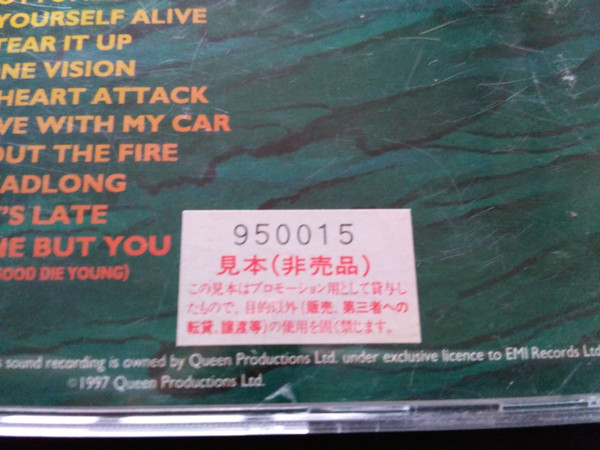 YOURSELF ALIVE
TEAR IT UP
NE VISION
HEART ATTACK
VE WITH MY CAR
OUT THE FIRE
ADLONG
'S LATE
NE BUT YOU
GOOD DIE YOUNG)
950015
見本(非売品)
この見本はプロモーション用として貸与し
たもので、目的以外(販売、第三者への
転貸、譲渡等)の使用を固く禁じます。
s sound recording is owned by Queen Productions Ltd. under exclusive licence to EMI Records Ltd
©1997 Queen Productions Ltd.